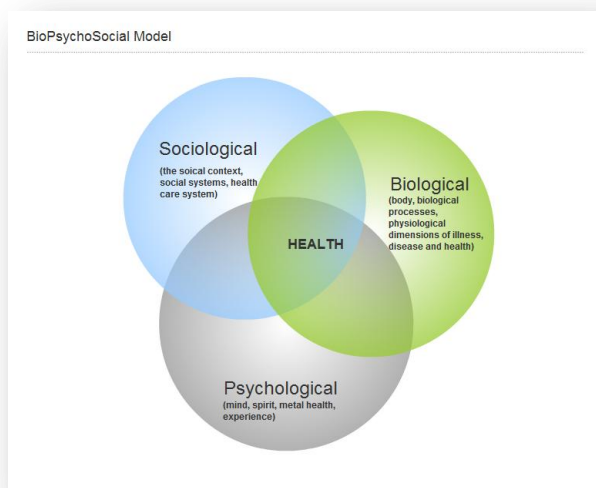 BioPsychoSocial Model
Sociological
(the soical context,
social systems, health
care system)
Biological
(body, biological
processes,
physiological
dimensions of illness,
disease and health)
HEALTH
Psychological
(mind, spirit, metal health,
experience)